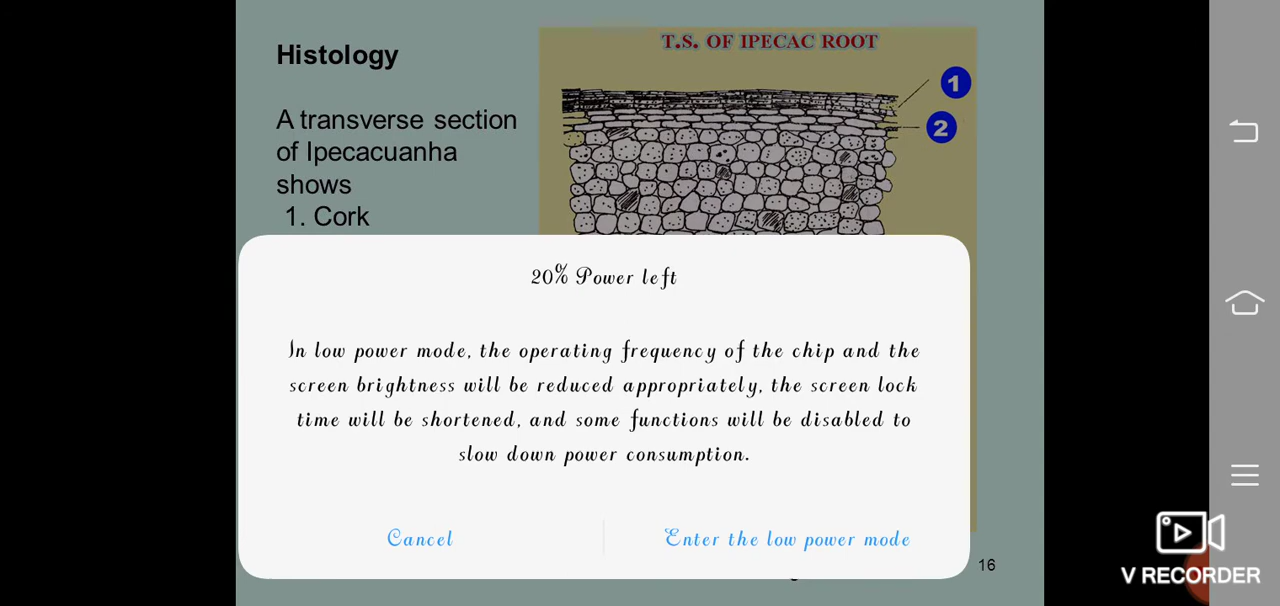 Histology
A transverse section
of Ipecacuanha
shows
1. Cork
T.S. OF IPECAC ROOT
1
2
20% Power left
In low power mode, the operating frequency of the chip and the
screen brightness will be reduced appropriately, the screen lock
time will be shortened, and some functions will be disabled to
slow down power consumption.
Cancel
Enter the low power mode
16
V RECORDER